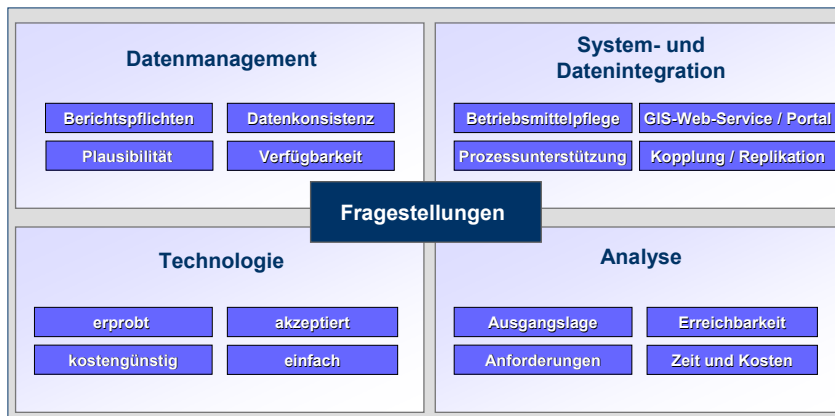 Datenmanagement
Berichtspflichten
Datenkonsistenz
Plausibilität
Verfügbarkeit
System- und
Datenintegration
Betriebsmittelpflege
GIS-Web-Service / Portal
Prozessunterstützung
Kopplung / Replikation
Fragestellungen
Technologie
erprobt
akzeptiert
kostengünstig
einfach
Analyse
Ausgangslage
Erreichbarkeit
Anforderungen
Zeit und Kosten